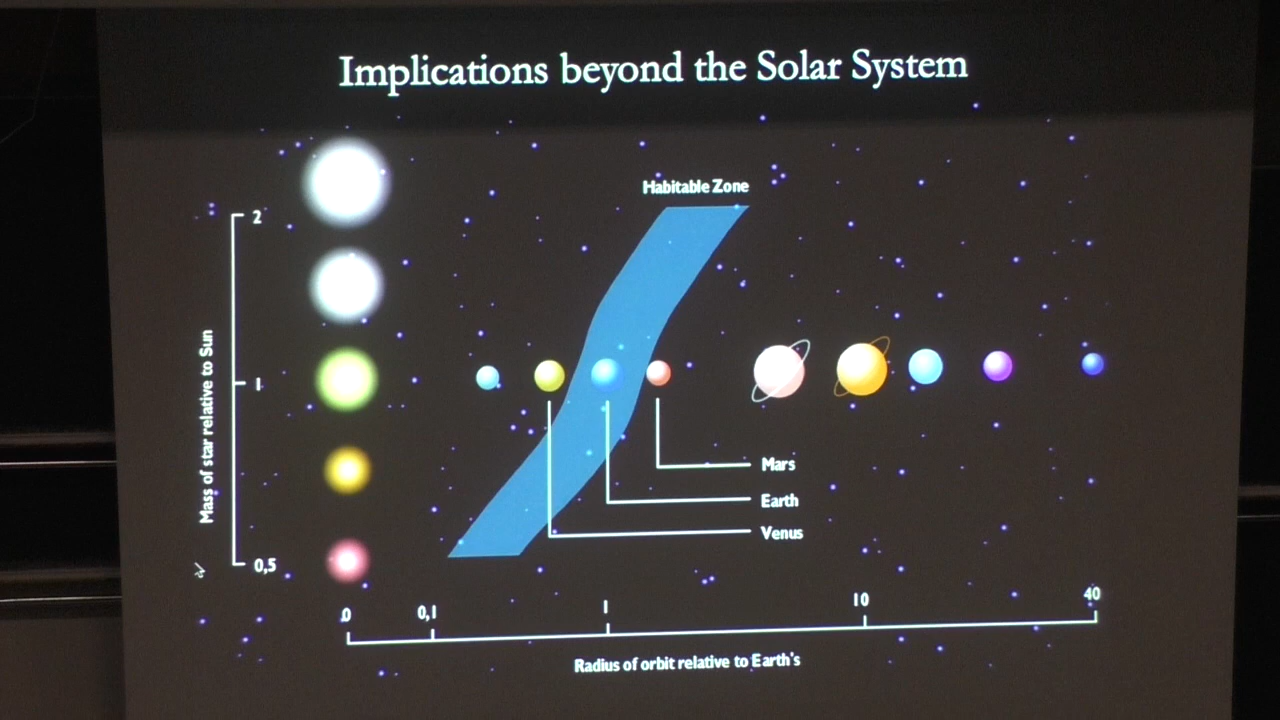 Implications beyond the Solar System
Habitable Zone
2
1
0,5
Mass of star relative to Sun
Mars
Earth
Venus
0
0,1
1
10
40
Radius of orbit relative to Earth's